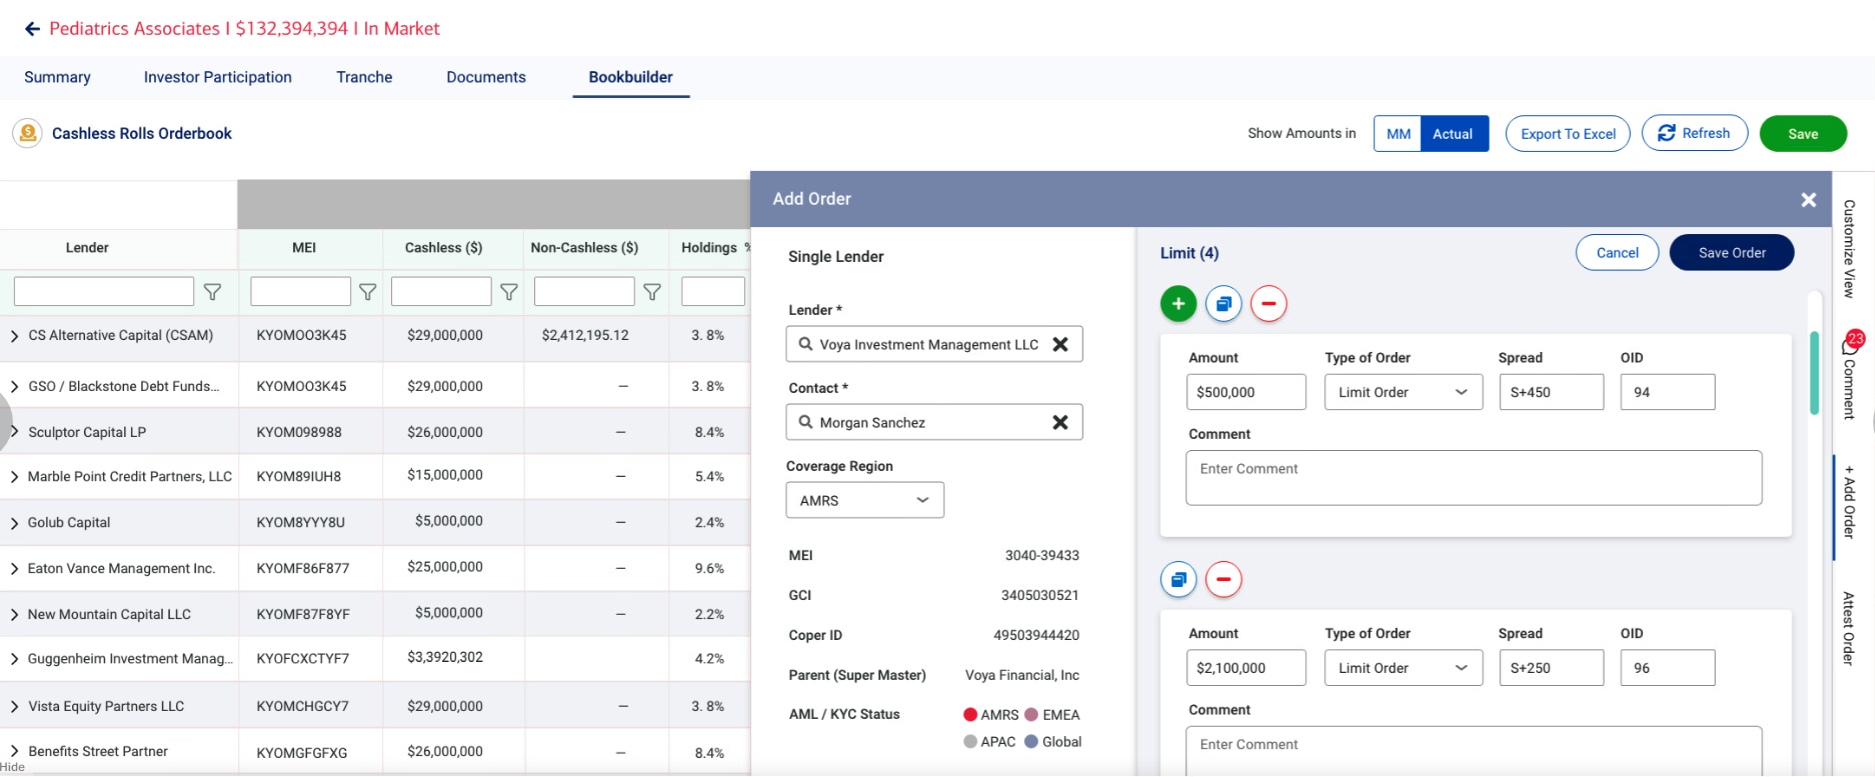 Pediatrics Associates I $132,394,394 I In Market
Summary Investor Participation Tranche Documents Bookbuilder
Cashless Rolls Orderbook
Show Amounts in MM Actual Export To Excel Refresh Save
Lender MEI Cashless ($) Non-Cashless ($) Holdings %
CS Alternative Capital (CSAM) KYOMOO3K45 $29,000,000 $2,412,195.12 3. 8%
GSO / Blackstone Debt Funds... KYOMOO3K45 $29,000,000 — 3. 8%
Sculptor Capital LP KYOM098988 $26,000,000 — 8.4%
Marble Point Credit Partners, LLC KYOM89IUH8 $15,000,000 — 5.4%
Golub Capital KYOM8YYY8U $5,000,000 — 2.4%
Eaton Vance Management Inc. KYOMF86F877 $25,000,000 — 9.6%
New Mountain Capital LLC KYOMF87F8YF $5,000,000 — 2.2%
Guggenheim Investment Manag... KYOFCXCTYF7 $3,3920,302 — 4.2%
Vista Equity Partners LLC KYOMCHGCY7 $29,000,000 — 3. 8%
Benefits Street Partner KYOMGFGFXG $26,000,000 — 8.4%
Hide
Add Order
Single Lender
Lender *
Voya Investment Management LLC
Contact *
Morgan Sanchez
Coverage Region
AMRS
MEI 3040-39433
GCI 3405030521
Coper ID 49503944420
Parent (Super Master) Voya Financial, Inc
AML / KYC Status AMRS EMEA
APAC Global
Limit (4) Cancel Save Order
Amount Type of Order Spread OID
$500,000 Limit Order S+450 94
Comment
Enter Comment
Amount Type of Order Spread OID
$2,100,000 Limit Order S+250 96
Comment
Enter Comment
Customize View
23
Comment
+ Add Order
Attest Order